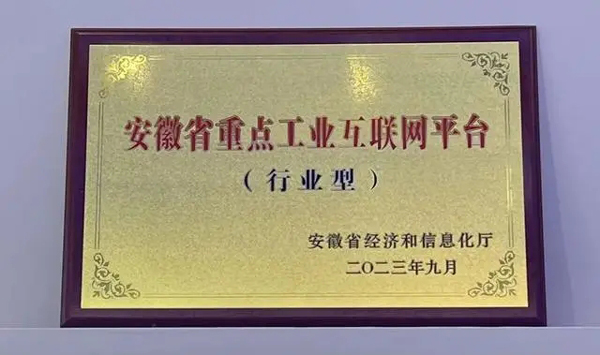 安徽省重点工业互联网平台
（行业型）
安徽省经济和信息化厅
二〇二三年九月